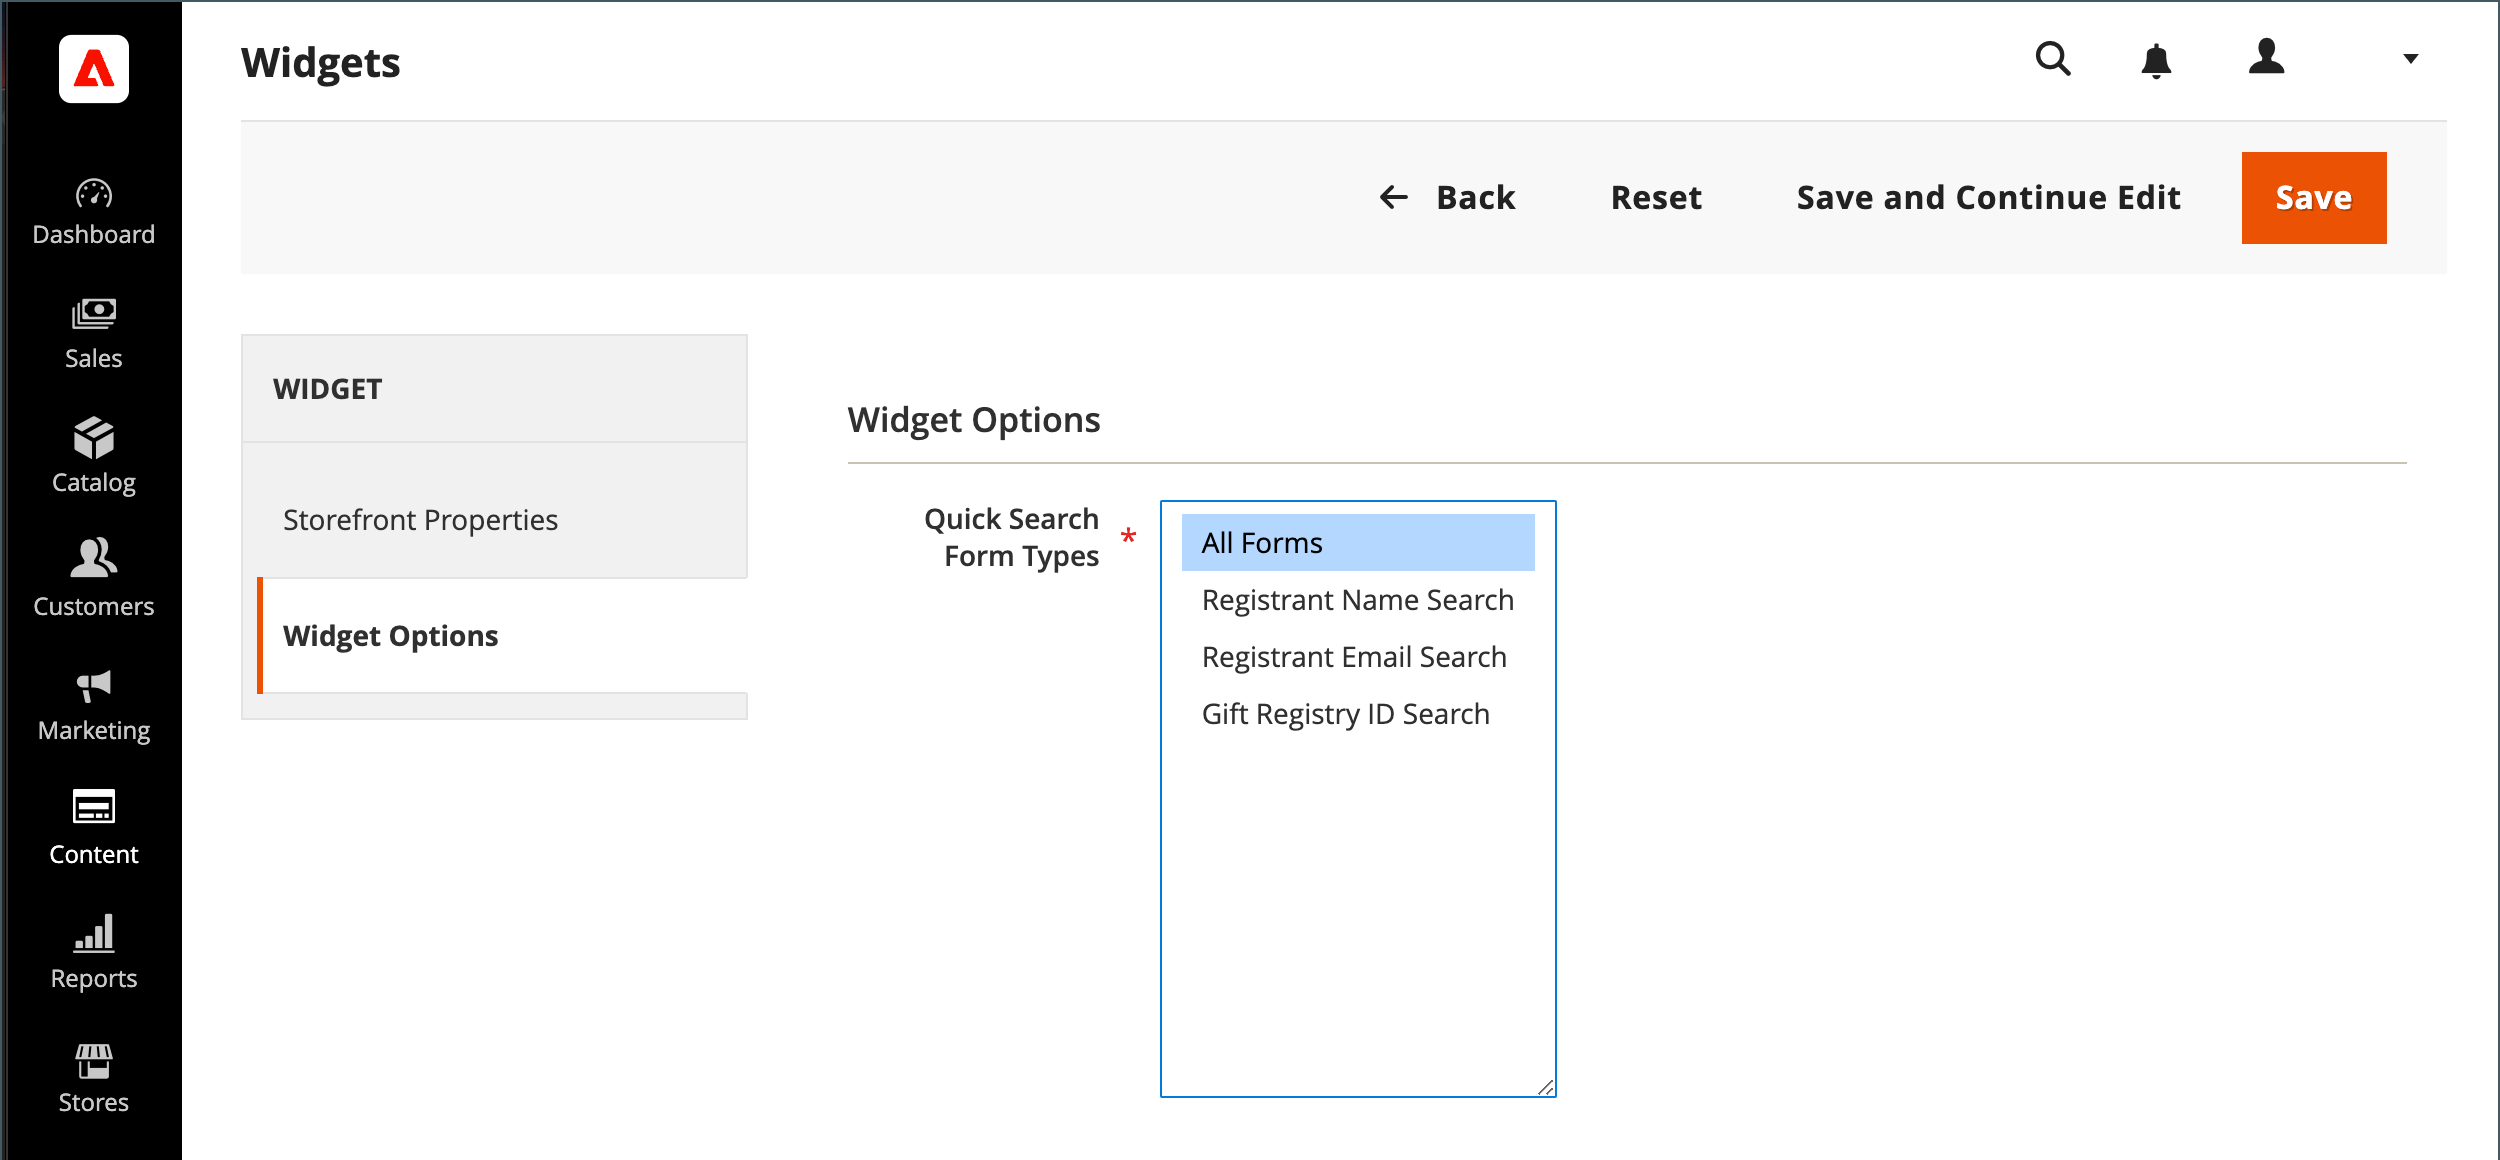 Widgets
Back
Reset
Save and Continue Edit
Save
Dashboard
Sales
Catalog
Customers
Marketing
Content
Reports
Stores
WIDGET
Storefront Properties
Widget Options
Widget Options
Quick Search
Form Types *
All Forms
Registrant Name Search
Registrant Email Search
Gift Registry ID Search